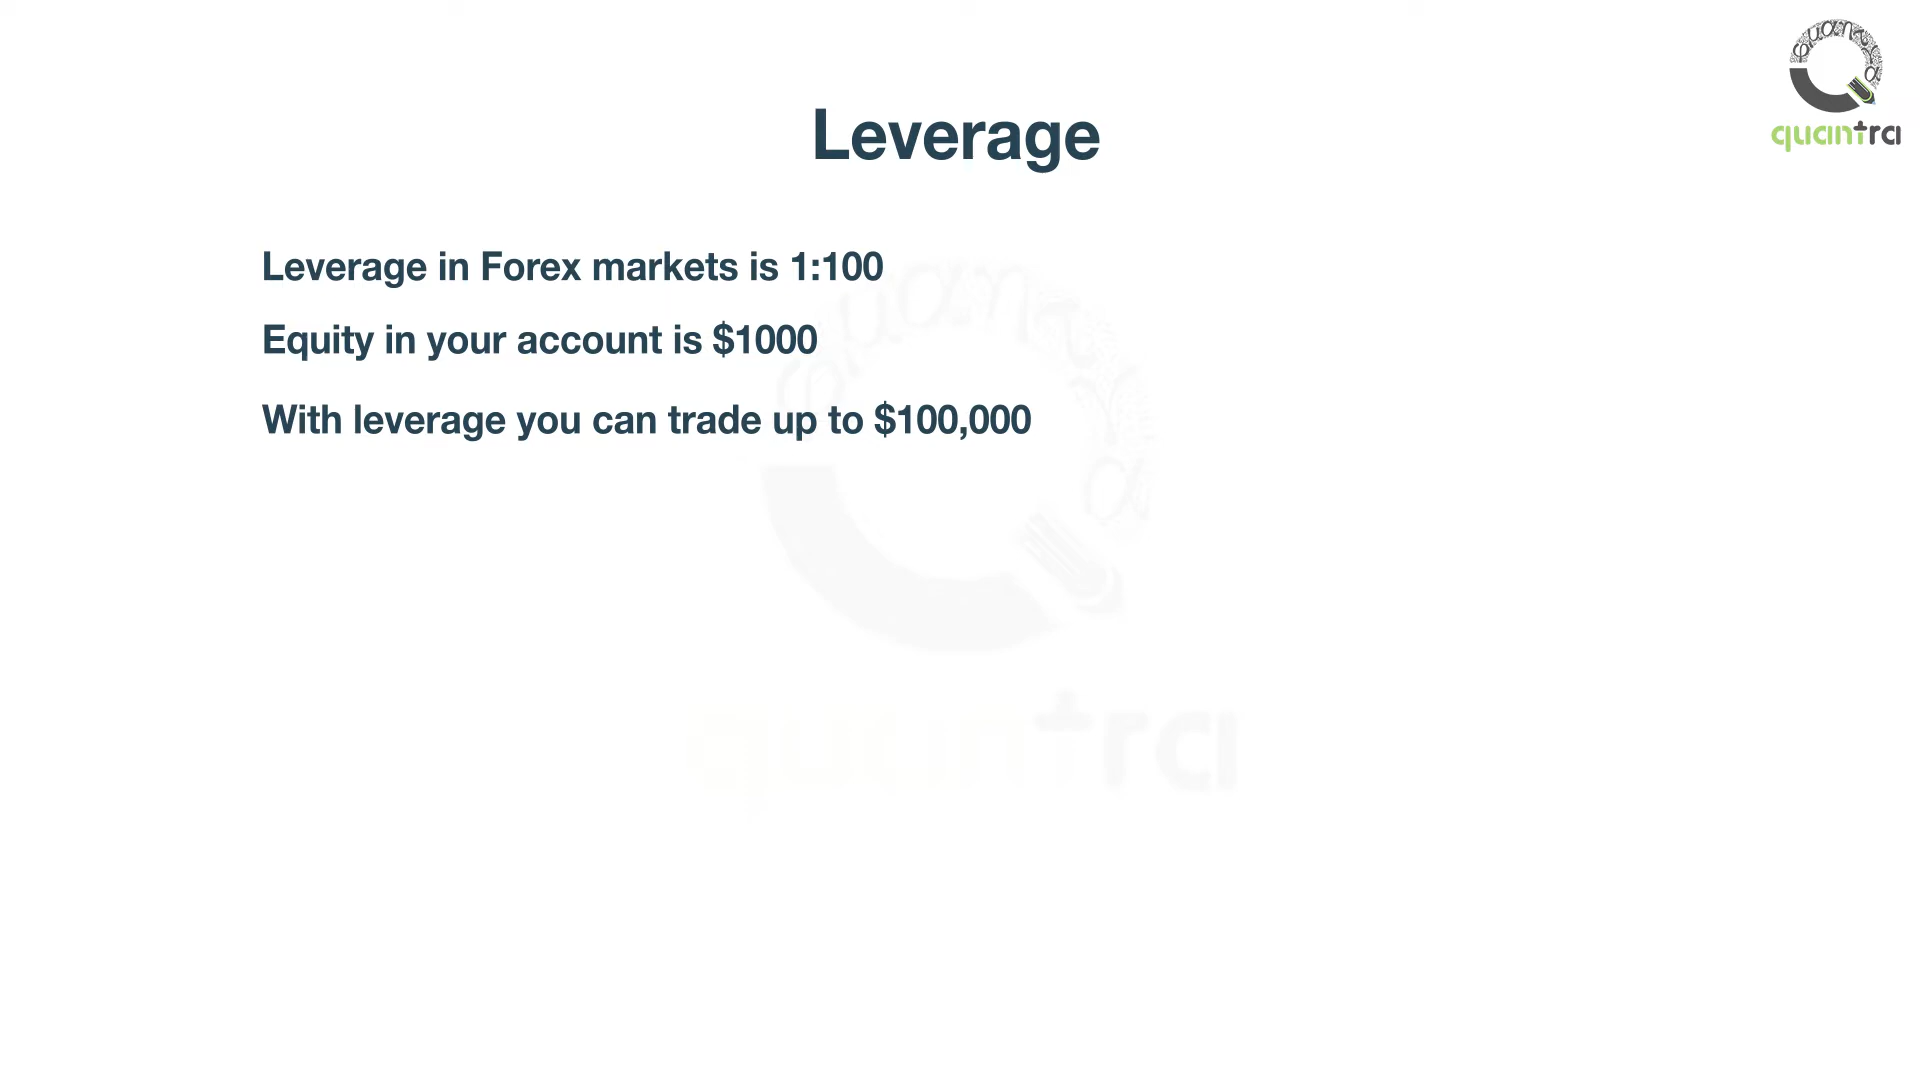 quantra
Leverage
Leverage in Forex markets is 1:100
Equity in your account is $1000
With leverage you can trade up to $100,000
quantra